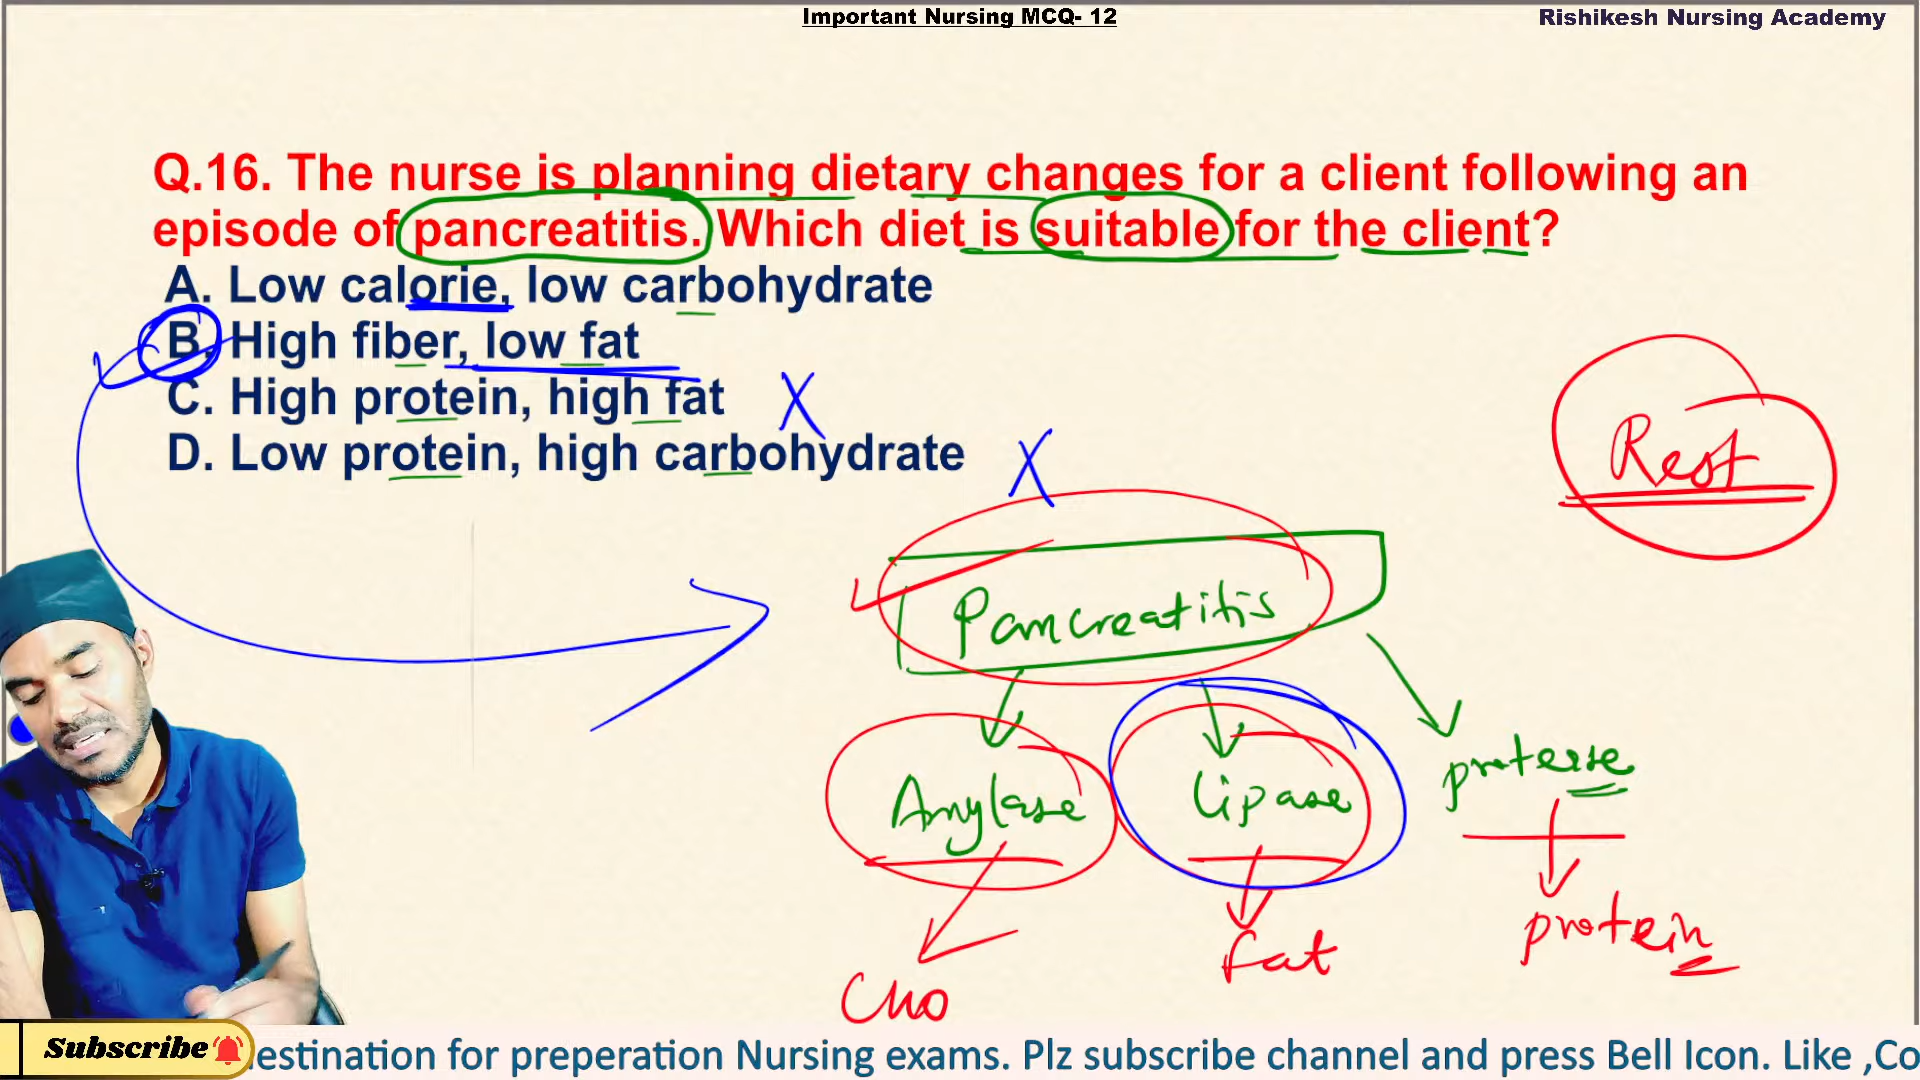 Important Nursing MCQ- 12
Rishikesh Nursing Academy
Q.16. The nurse is planning dietary changes for a client following an
episode of pancreatitis. Which diet is suitable for the client?
A. Low calorie, low carbohydrate
B. High fiber, low fat
C. High protein, high fat X
D. Low protein, high carbohydrate X
Rest
Pancreatitis
Amylase
Lipase
protease
CHO
fat
protein
Subscribe
estination for preperation Nursing exams. Plz subscribe channel and press Bell Icon. Like ,Co